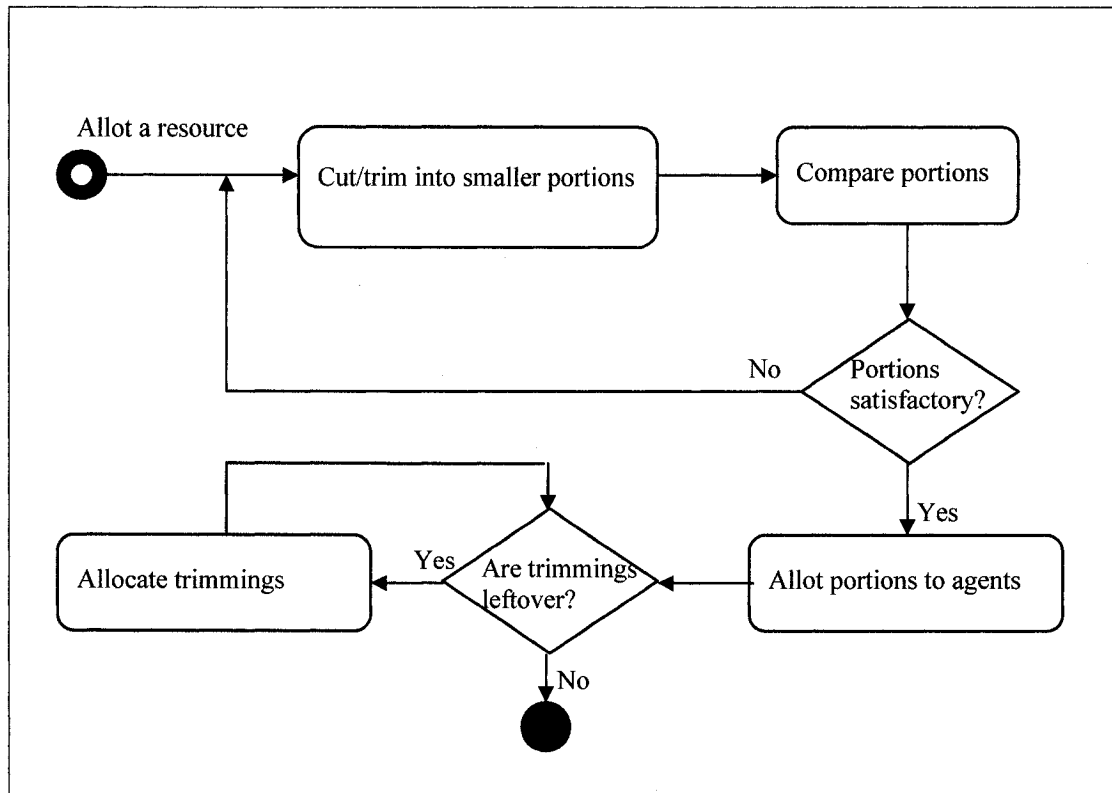 Allot a resource
Cut/trim into smaller portions
Compare portions
No
Portions
satisfactory?
Yes
Allocate trimmings
Yes
Are trimmings
leftover?
Allot portions to agents
No